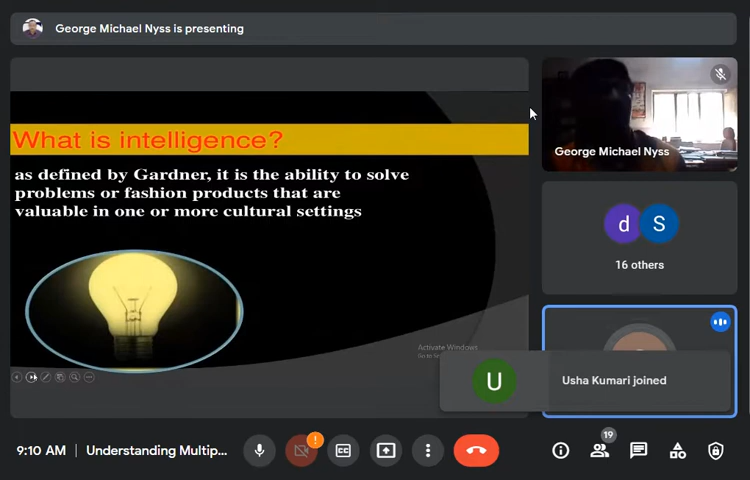 George Michael Nyss is presenting
What is intelligence?
as defined by Gardner, it is the ability to solve
problems or fashion products that are
valuable in one or more cultural settings
Activate Windows
George Michael Nyss
d
S
16 others
U
Usha Kumari joined
9:10 AM
Understanding Multip...
19